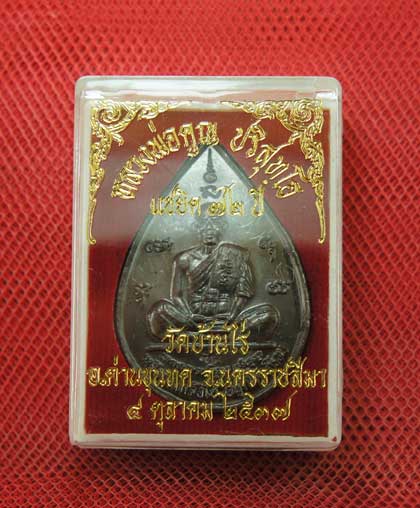 หลวงพ่อคูณ ปริสุทฺโธ
แซยิด ๗๒ ปี
วัดบ้านไร่
อ.ด่านขุนทด จ.นครราชสีมา
๔ ตุลาคม ๒๕๓๗